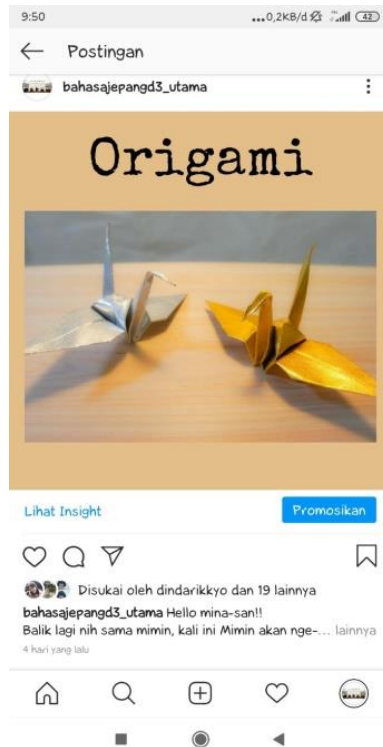 9:50
...0,2KB/d
42
Postingan
bahasajepangd3_utama
Origami
Lihat Insight
Promosikan
Disukai oleh dindarikkyo dan 19 lainnya
bahasajepangd3_utama Hello mina-san!!
Balik lagi nih sama mimin, kali ini Mimin akan nge-... lainnya
4 hari yang lalu